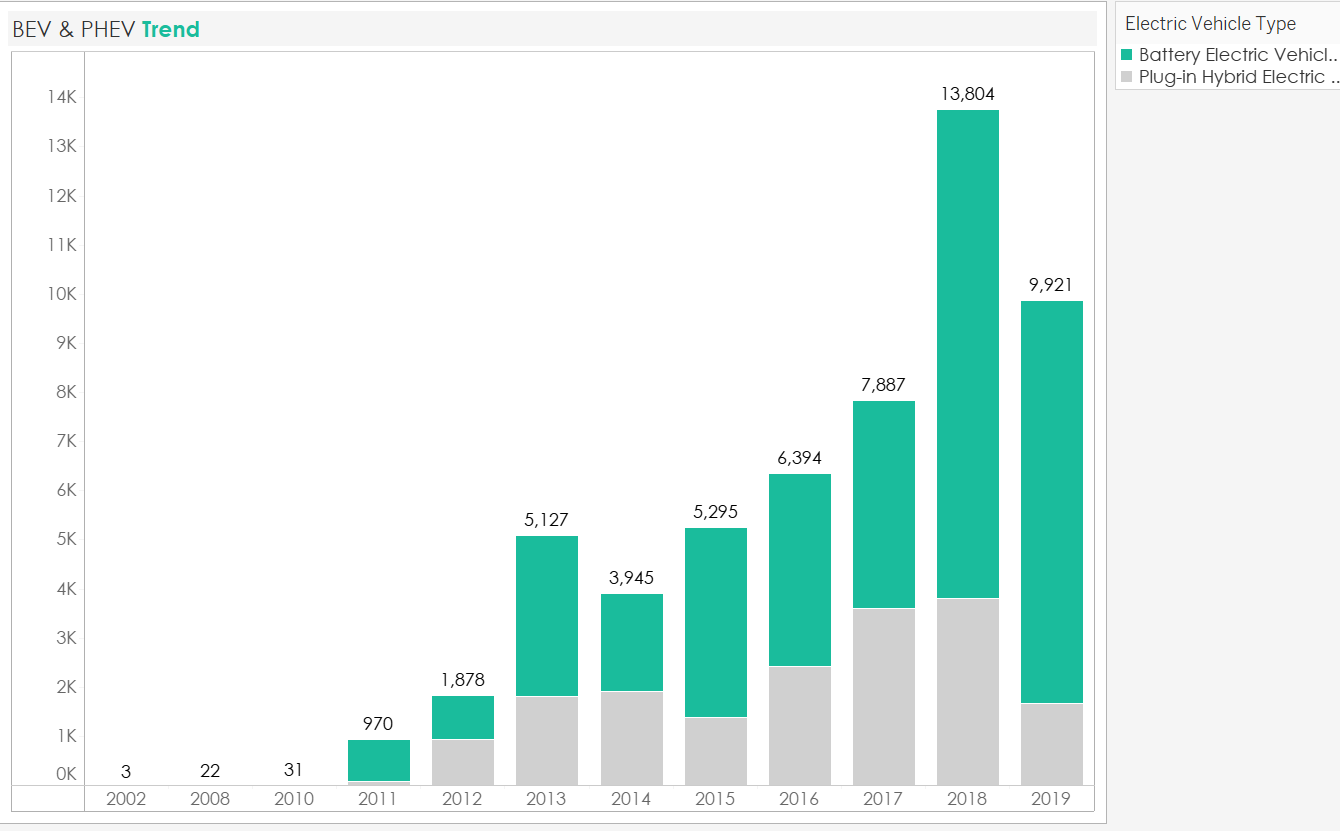 BEV & PHEV Trend
Electric Vehicle Type
Battery Electric Vehicl..
Plug-in Hybrid Electric ..
14K
13K
12K
11K
10K
9K
8K
7K
6K
5K
4K
3K
2K
1K
0K
3
22
31
970
1,878
5,127
3,945
5,295
6,394
7,887
13,804
9,921
2002 2008 2010 2011 2012 2013 2014 2015 2016 2017 2018 2019